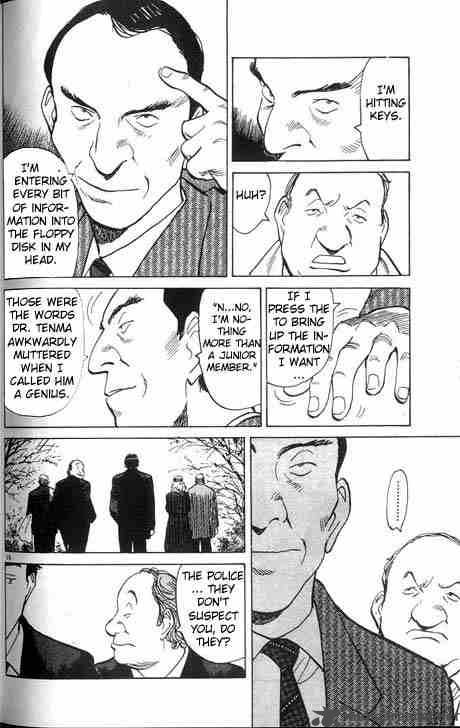 I'M
HITTING
KEYS.
HUH?
I'M
ENTERING
EVERY BIT
OF INFOR-
MATION INTO
THE FLOPPY
DISK IN MY
HEAD.
IF I
PRESS THE
TO BRING
UP THE IN-
FORMATION
I WANT
...
"N...NO,
I'M NO-
THING
MORE THAN
A JUNIOR
MEMBER."
THOSE WERE
THE WORDS
DR. TENMA
AWKWARDLY
MUTTERED
WHEN I
CALLED HIM
A GENIUS.
........
THE POLICE
... THEY
DON'T
SUSPECT
YOU, DO
THEY?